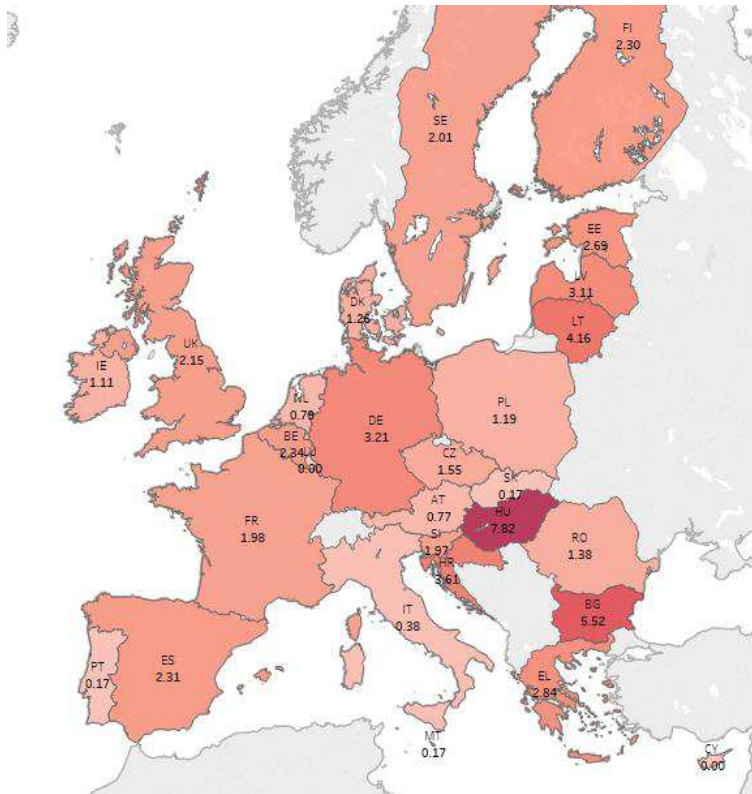 FI
2.30
SE
2.01
EE
2.69
LV
3.11
DK
1.26
LT
4.16
UK
2.15
IE
1.11
NL
0.79
PL
1.19
DE
3.21
BE
2.34
LU
0.00
CZ
1.55
SK
0.17
AT
0.77
HU
7.82
FR
1.98
SI
1.97
RO
1.38
HR
3.61
BG
5.52
IT
0.38
PT
0.17
ES
2.31
EL
2.84
MT
0.17
CY
0.00